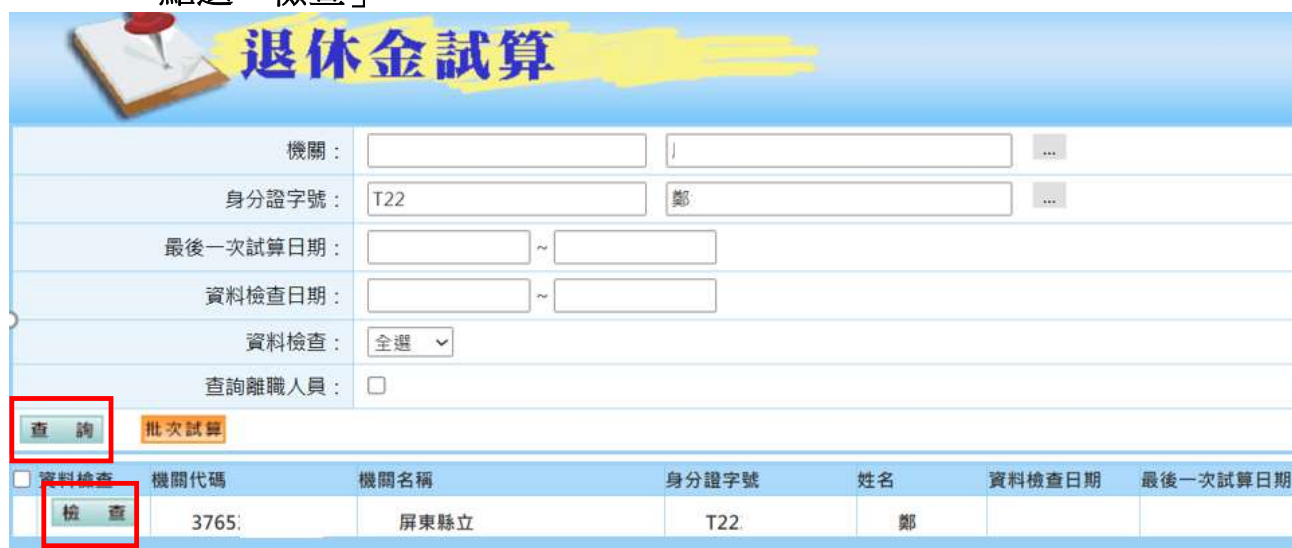 點選「檢查」
退休金試算
機關：
...
身分證字號： T22 鄭 ...
最後一次試算日期： ~
資料檢查日期： ~
資料檢查： 全選
查詢離職人員：
查 詢 批次試算
資料檢查 機關代碼 機關名稱 身分證字號 姓名 資料檢查日期 最後一次試算日期
檢 查 3765 屏東縣立 T22 鄭